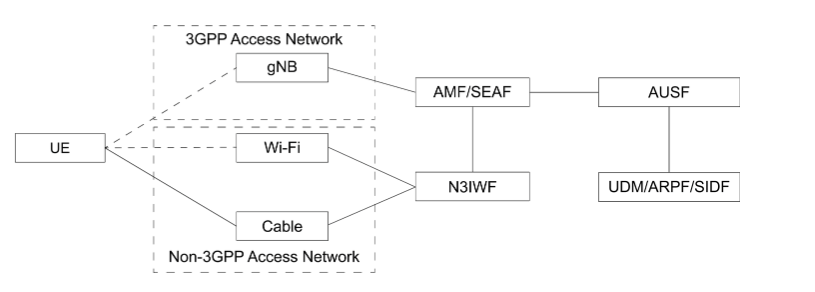 3GPP Access Network
gNB
AMF/SEAF
AUSF
UE
Wi-Fi
N3IWF
UDM/ARPF/SIDF
Cable
Non-3GPP Access Network